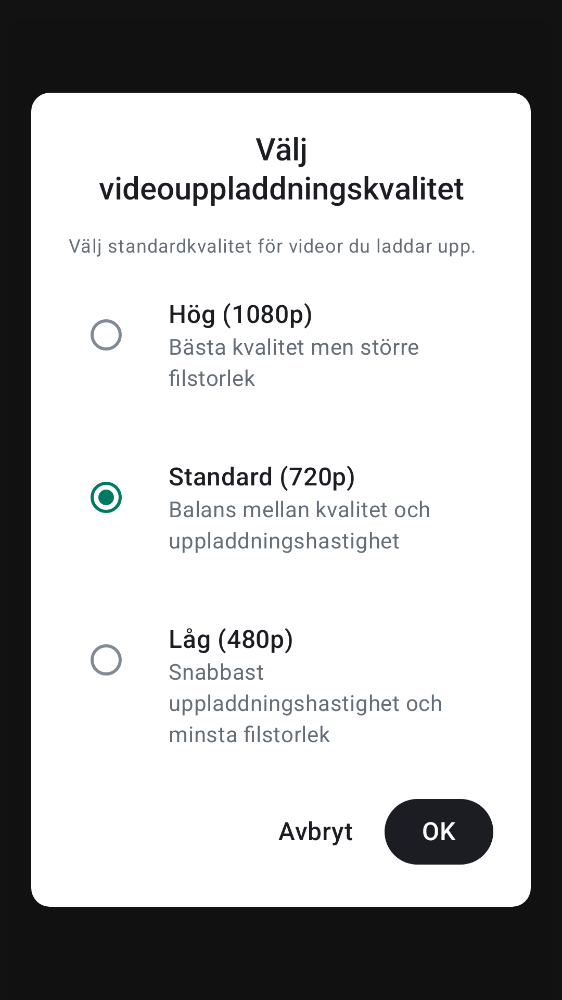 Välj
videouppladdningskvalitet
Välj standardkvalitet för videor du laddar upp.
Hög (1080p)
Bästa kvalitet men större
filstorlek
Standard (720p)
Balans mellan kvalitet och
uppladdningshastighet
Låg (480p)
Snabbast
uppladdningshastighet och
minsta filstorlek
Avbryt
OK